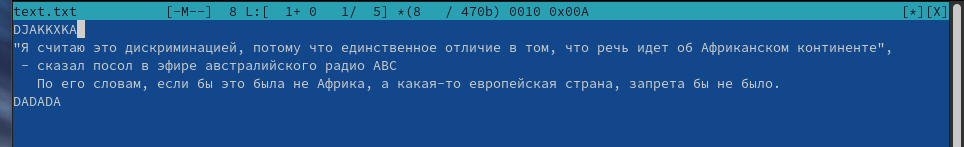 text.txt [-M--] 8 L:[ 1+ 0 1/ 5] *(8 / 470b) 0010 0x00A [*][X]
DJAKKXKA
"Я считаю это дискриминацией, потому что единственное отличие в том, что речь идет об Африканском континенте",
- сказал посол в эфире австралийского радио ABC
По его словам, если бы это была не Африка, а какая-то европейская страна, запрета бы не было.
DADADA